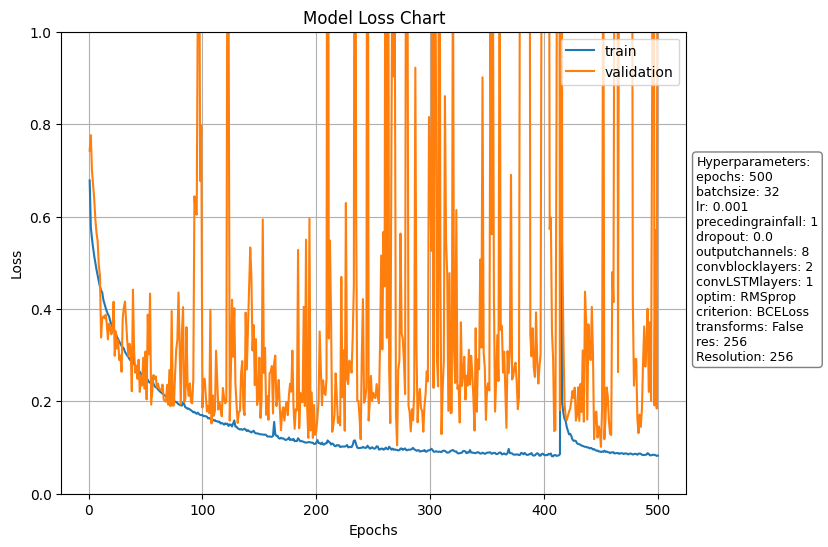 Model Loss Chart
train
validation
1.0
0.8
0.6
0.4
0.2
0.0
Loss
0
100
200
300
400
500
Epochs
Hyperparameters:
epochs: 500
batchsize: 32
lr: 0.001
precedingrainfall: 1
dropout: 0.0
outputchannels: 8
convblocklayers: 2
convLSTMlayers: 1
optim: RMSprop
criterion: BCELoss
transforms: False
res: 256
Resolution: 256